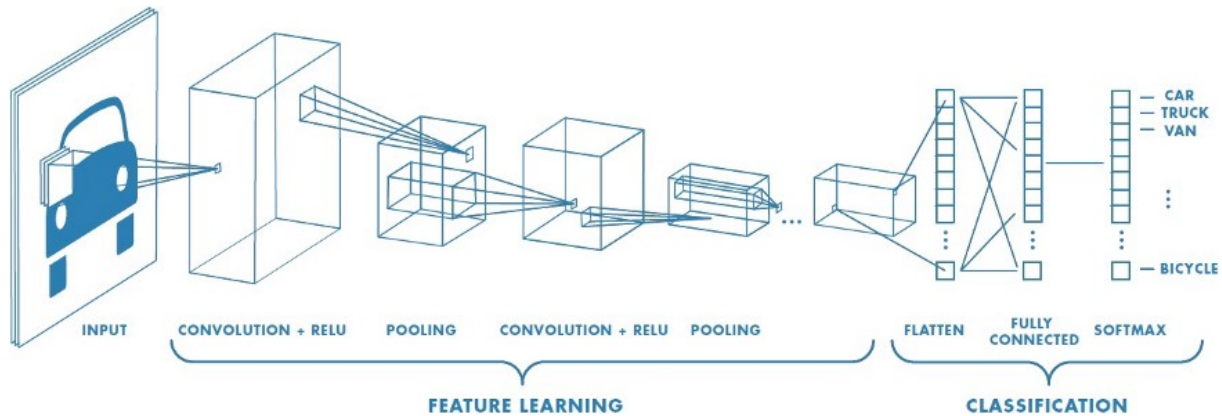 CAR
TRUCK
VAN
BICYCLE
INPUT
CONVOLUTION + RELU
POOLING
CONVOLUTION + RELU
POOLING
FLATTEN
FULLY
CONNECTED
SOFTMAX
FEATURE LEARNING
CLASSIFICATION